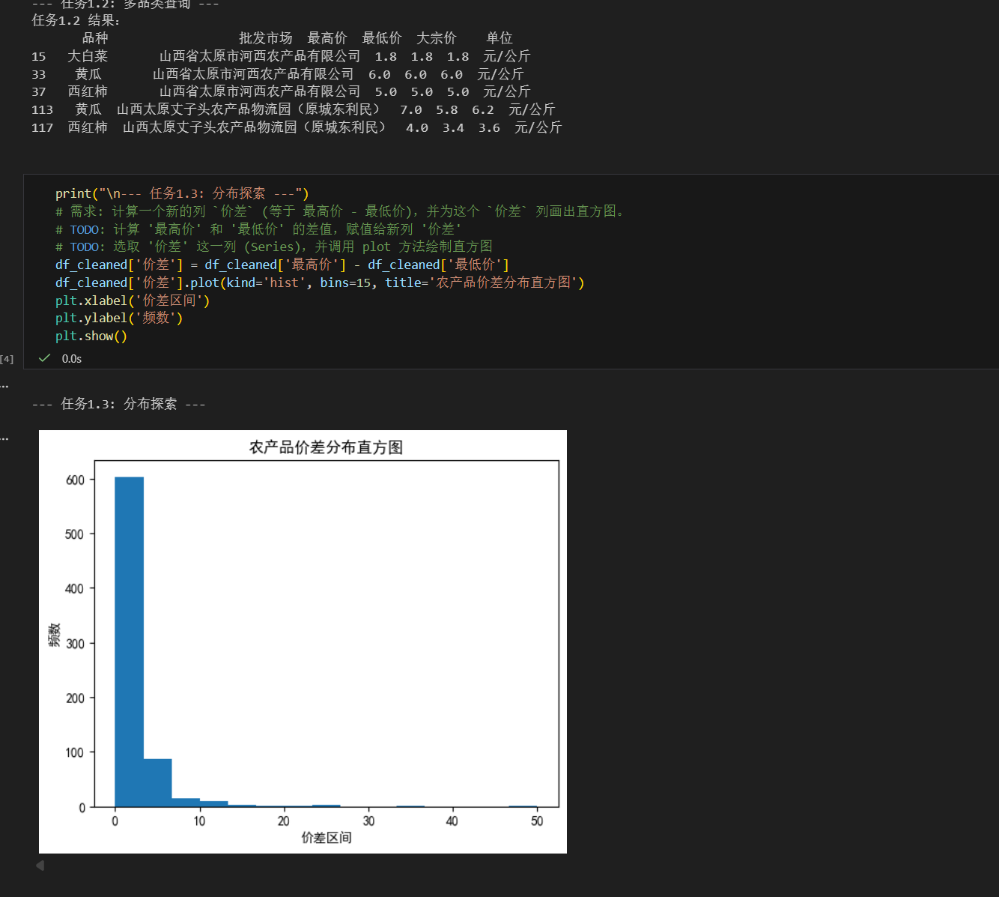 --- 任务1.2: 多品类查询 ---
任务1.2 结果:
品种 批发市场 最高价 最低价 大宗价 单位
15 大白菜 山西省太原市河西农产品有限公司 1.8 1.8 1.8 元/公斤
33 黄瓜 山西省太原市河西农产品有限公司 6.0 6.0 6.0 元/公斤
37 西红柿 山西省太原市河西农产品有限公司 5.0 5.0 5.0 元/公斤
113 黄瓜 山西太原丈子头农产品物流园（原城东利民） 7.0 5.8 6.2 元/公斤
117 西红柿 山西太原丈子头农产品物流园（原城东利民） 4.0 3.4 3.6 元/公斤
print("\n--- 任务1.3: 分布探索 ---")
# 需求: 计算一个新的列 `价差` (等于 最高价 - 最低价)，并为这个 `价差` 列画出直方图。
# TODO: 计算 '最高价' 和 '最低价' 的差值，赋值给新列 '价差'
# TODO: 选取 '价差' 这一列 (Series)，并调用 plot 方法绘制直方图
df_cleaned['价差'] = df_cleaned['最高价'] - df_cleaned['最低价']
df_cleaned['价差'].plot(kind='hist', bins=15, title='农产品价差分布直方图')
plt.xlabel('价差区间')
plt.ylabel('频数')
plt.show()
[4]
0.0s
...
--- 任务1.3: 分布探索 ---
...
农产品价差分布直方图
600
500
400
300
200
100
0
频数
0 10 20 30 40 50
价差区间